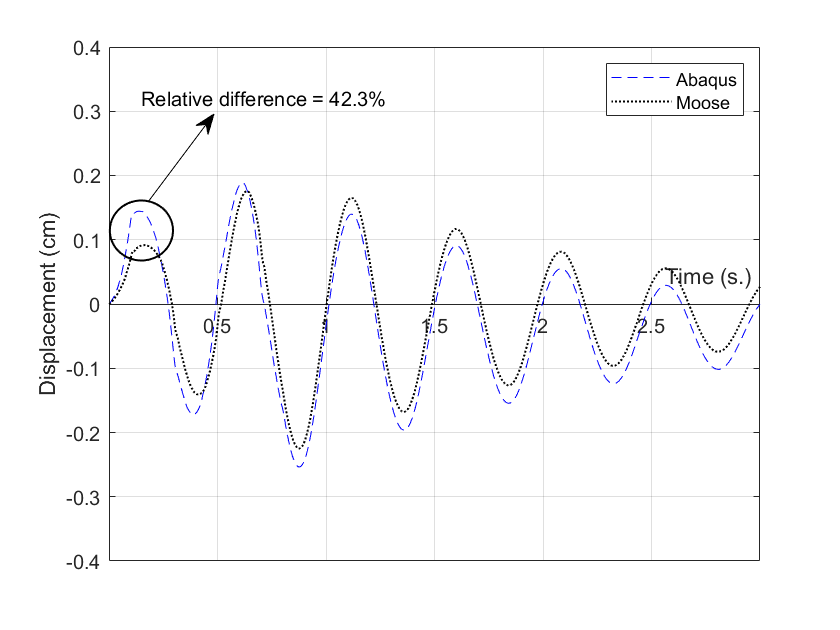 0.4
Abaqus
Moose
Relative difference = 42.3%
0.3
0.2
0.1
Displacement (cm)
Time (s.)
0
0.5
1
1.5
2
2.5
-0.1
-0.2
-0.3
-0.4